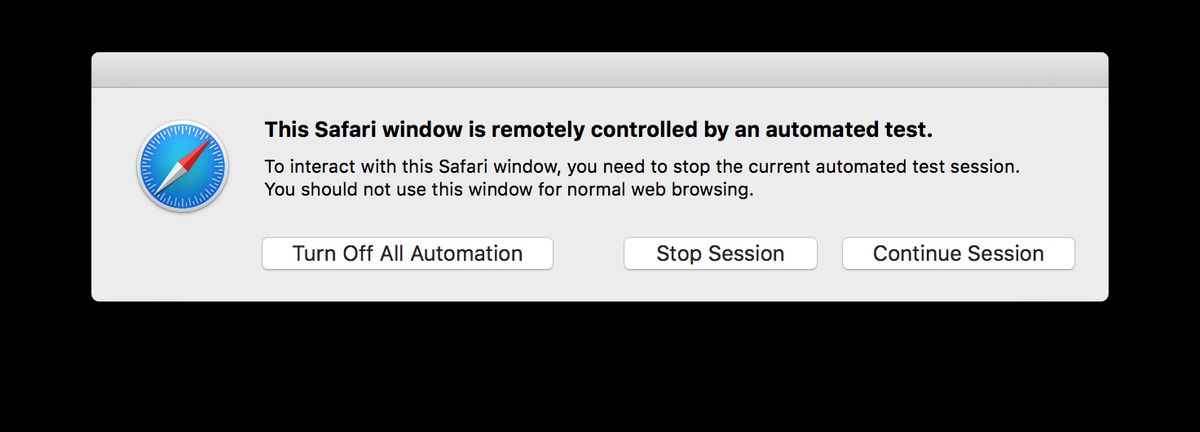 This Safari window is remotely controlled by an automated test.
To interact with this Safari window, you need to stop the current automated test session.
You should not use this window for normal web browsing.
Turn Off All Automation
Stop Session
Continue Session